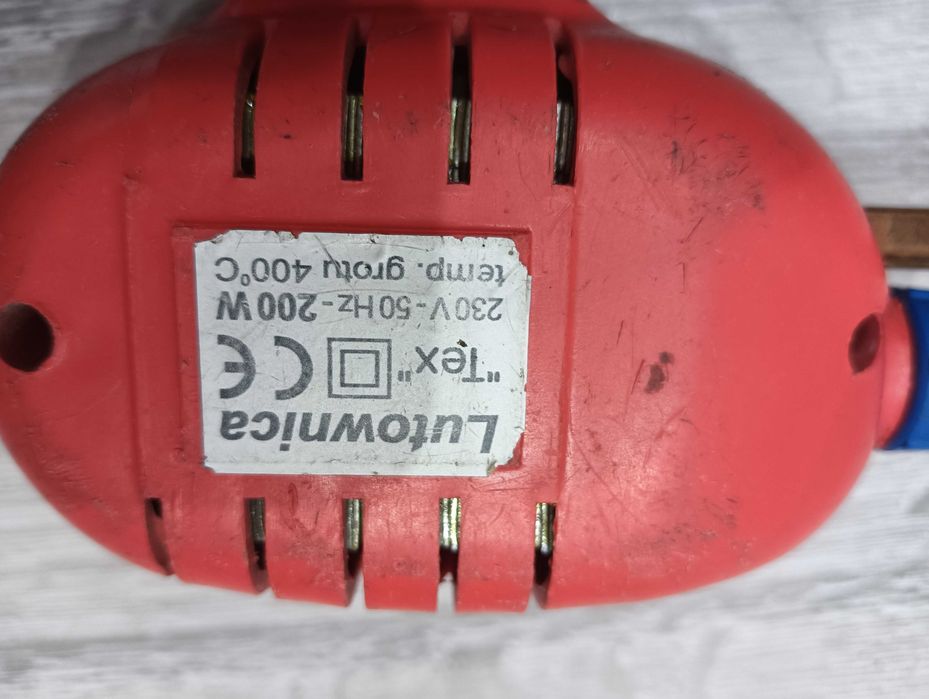 Lutownica
"Tex" CE
230V-50Hz-200W
temp. grotu 400°C